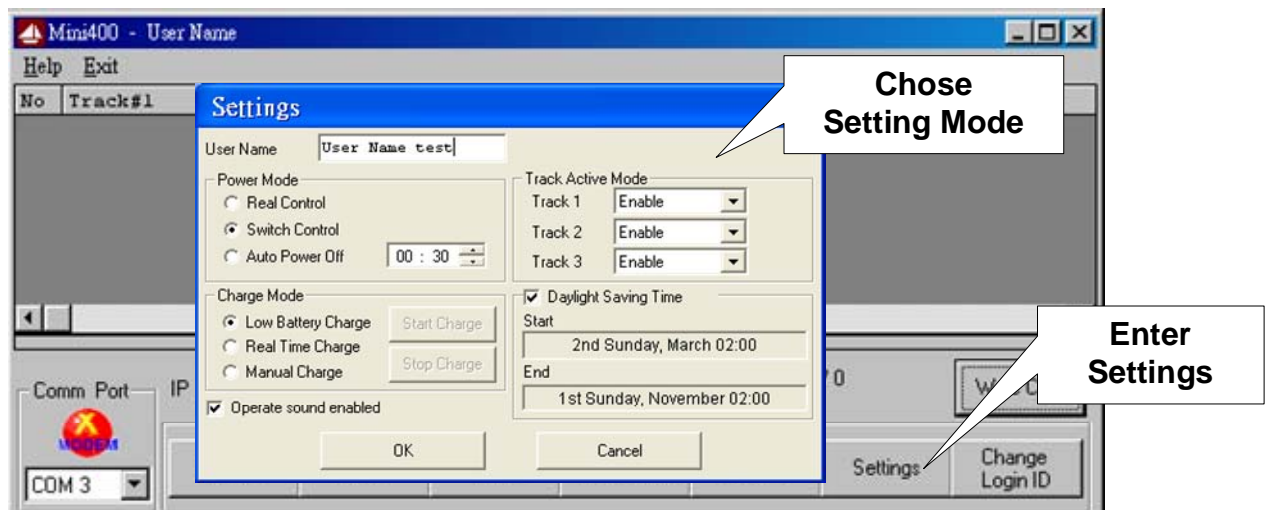 Mini400 - User Name
Help Exit
No Track#1
Settings
User Name User Name test
Power Mode
Real Control
Switch Control
Auto Power Off 00 : 30
Track Active Mode
Track 1 Enable
Track 2 Enable
Track 3 Enable
Charge Mode
Low Battery Charge
Real Time Charge
Manual Charge
Start Charge
Stop Charge
Daylight Saving Time
Start
2nd Sunday, March 02:00
End
1st Sunday, November 02:00
Operate sound enabled
OK Cancel
Chose
Setting Mode
Enter
Settings
Comm Port
IP
0
MODEM
COM 3
Settings
Change
Login ID